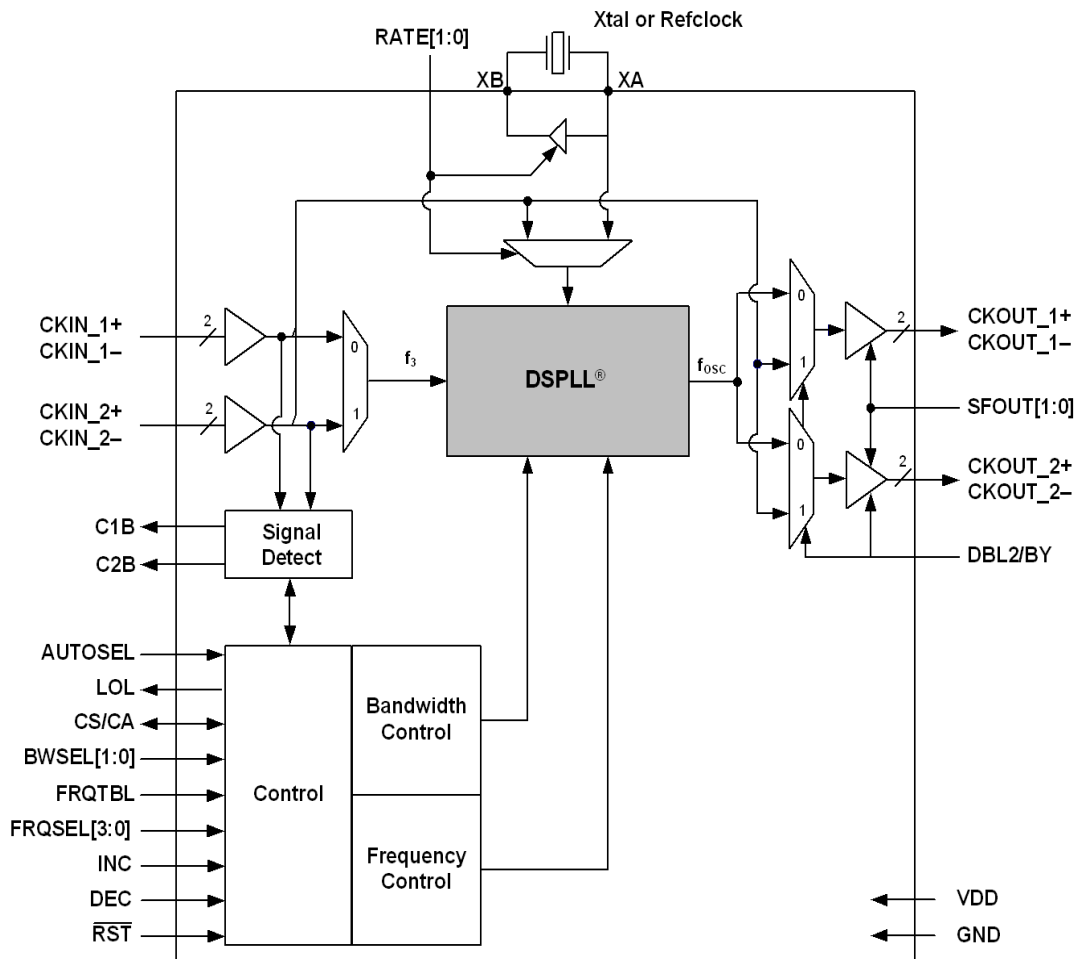 Xtal or Refclock
RATE[1:0]
XB
XA
CKIN_1+
CKIN_1–
2
0
f3
DSPLL®
fOSC
0
1
2
CKOUT_1+
CKOUT_1–
CKIN_2+
CKIN_2–
2
1
SFOUT[1:0]
0
1
2
CKOUT_2+
CKOUT_2–
C1B
C2B
Signal
Detect
DBL2/BY
AUTOSEL
LOL
CS/CA
BWSEL[1:0]
FRQTBL
FRQSEL[3:0]
INC
DEC
RST
Control
Bandwidth
Control
Frequency
Control
VDD
GND